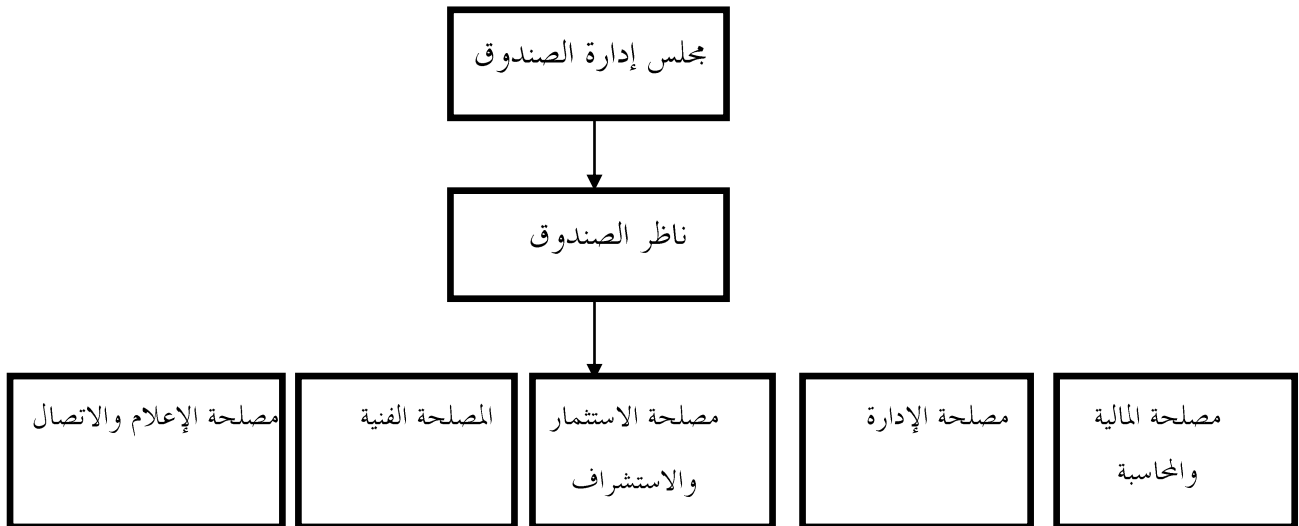 مجلس إدارة الصندوق
ناظر الصندوق
مصلحة المالية
والمحاسبة
مصلحة الإدارة
مصلحة الاستثمار
والاستشراف
المصلحة الفنية
مصلحة الإعلام والاتصال